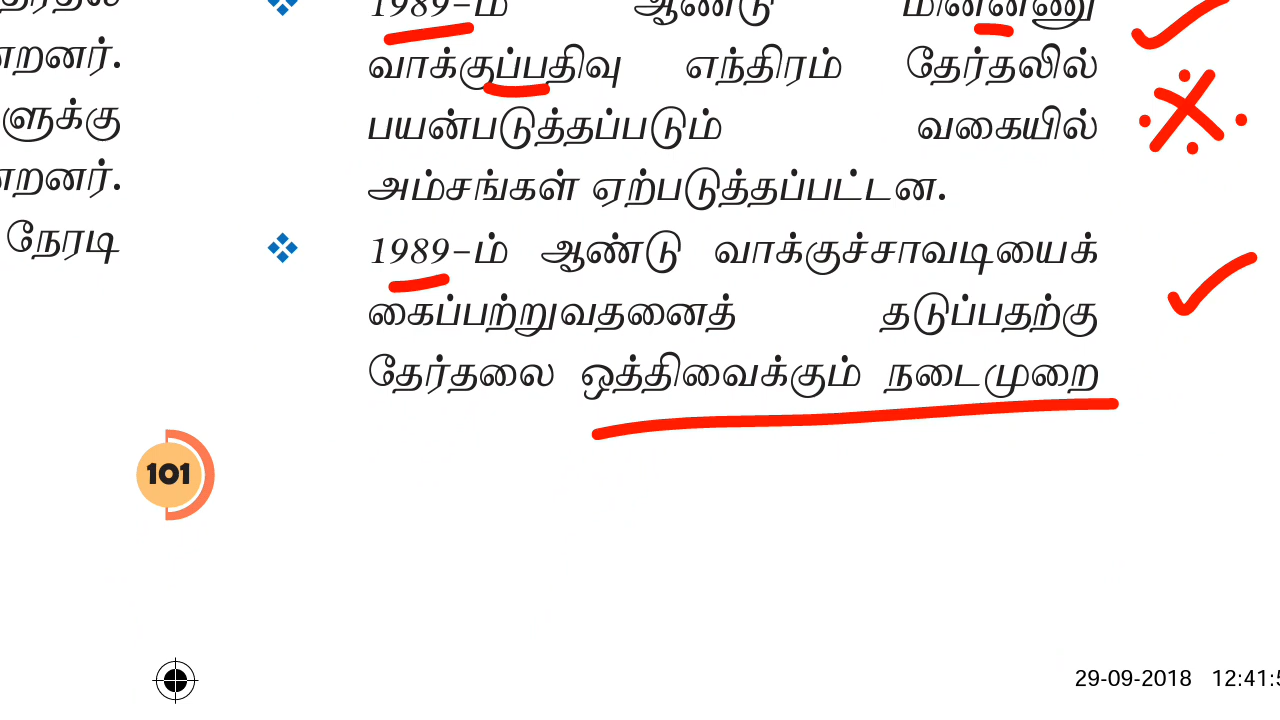 1989-ம் ஆண்டு மின்னணு
னறனர். வாக்குப்பதிவு எந்திரம் தேர்தலில்
ளுக்கு பயன்படுத்தப்படும் வகையில்
னறனர். அம்சங்கள் ஏற்படுத்தப்பட்டன.
நேரடி 1989-ம் ஆண்டு வாக்குச்சாவடியைக்
கைப்பற்றுவதனைத் தடுப்பதற்கு
தேர்தலை ஒத்திவைக்கும் நடைமுறை
101
29-09-2018 12:41:5